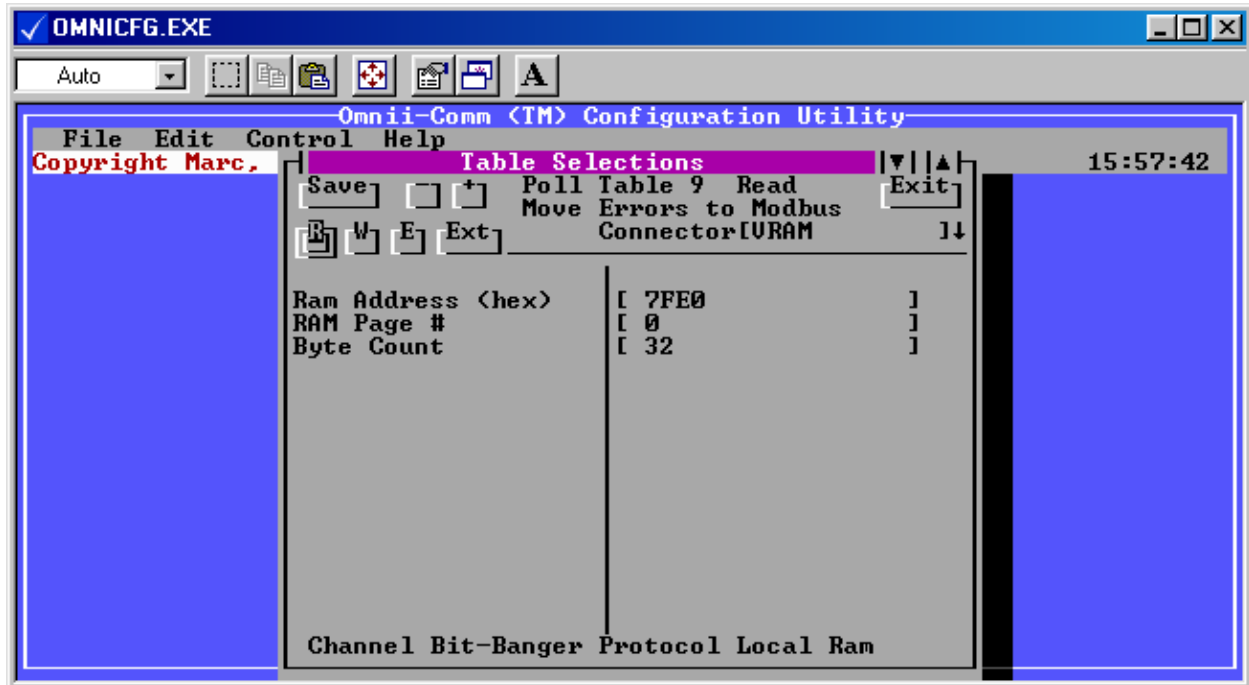 OMNICFG.EXE
Auto
A
Omnii-Comm (TM) Configuration Utility
File Edit Control Help
Copyright Marc, Table Selections 15:57:42
[Save] [-] [+] Poll Table 9 Read [Exit]
Move Errors to Modbus
[R] [W] [E] [Ext] Connector[VRAM ]↓
Ram Address (hex) [ 7FE0 ]
RAM Page # [ 0 ]
Byte Count [ 32 ]
Channel Bit-Banger Protocol Local Ram